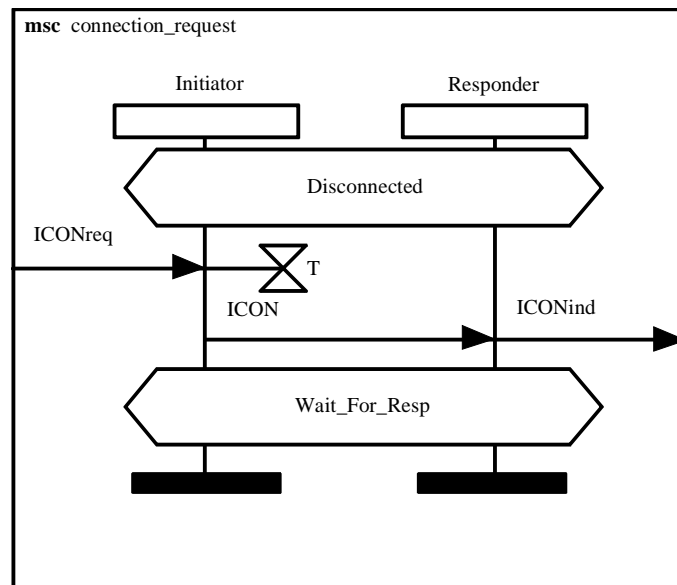 msc connection_request
Initiator
Responder
Disconnected
ICONreq
T
ICON
ICONind
Wait_For_Resp